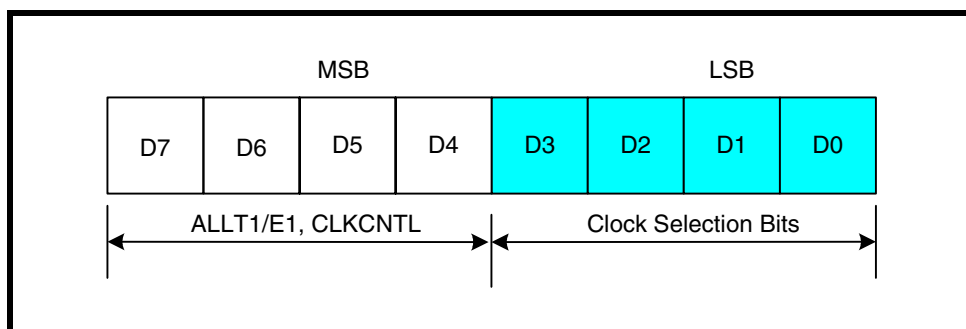 MSB LSB
D7 D6 D5 D4 D3 D2 D1 D0
ALLT1/E1, CLKCNTL Clock Selection Bits